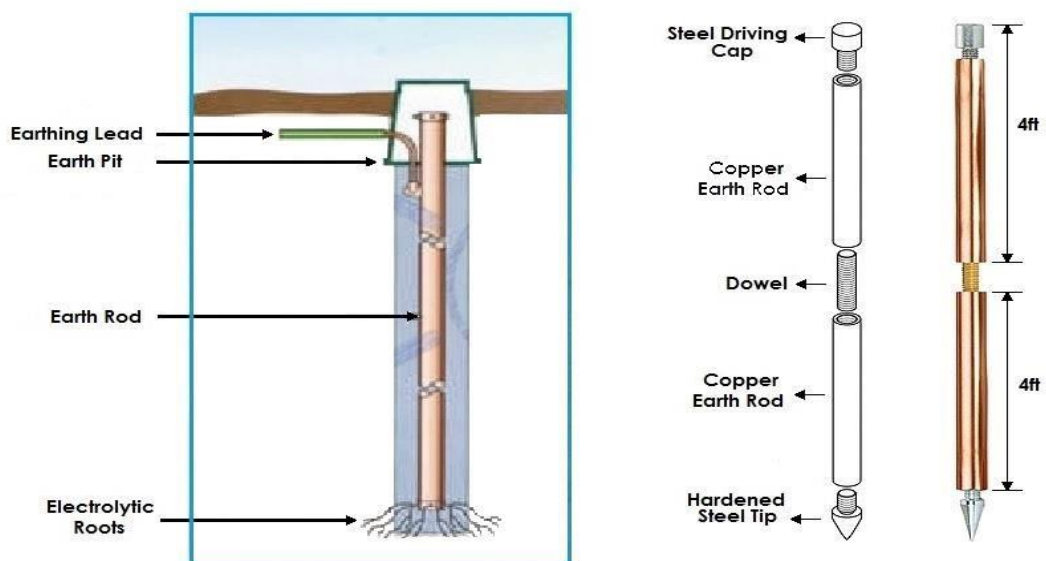 Earthing Lead
Earth Pit
Earth Rod
Electrolytic
Roots
Steel Driving
Cap
Copper
Earth Rod
Dowel
Copper
Earth Rod
Hardened
Steel Tip
4ft
4ft